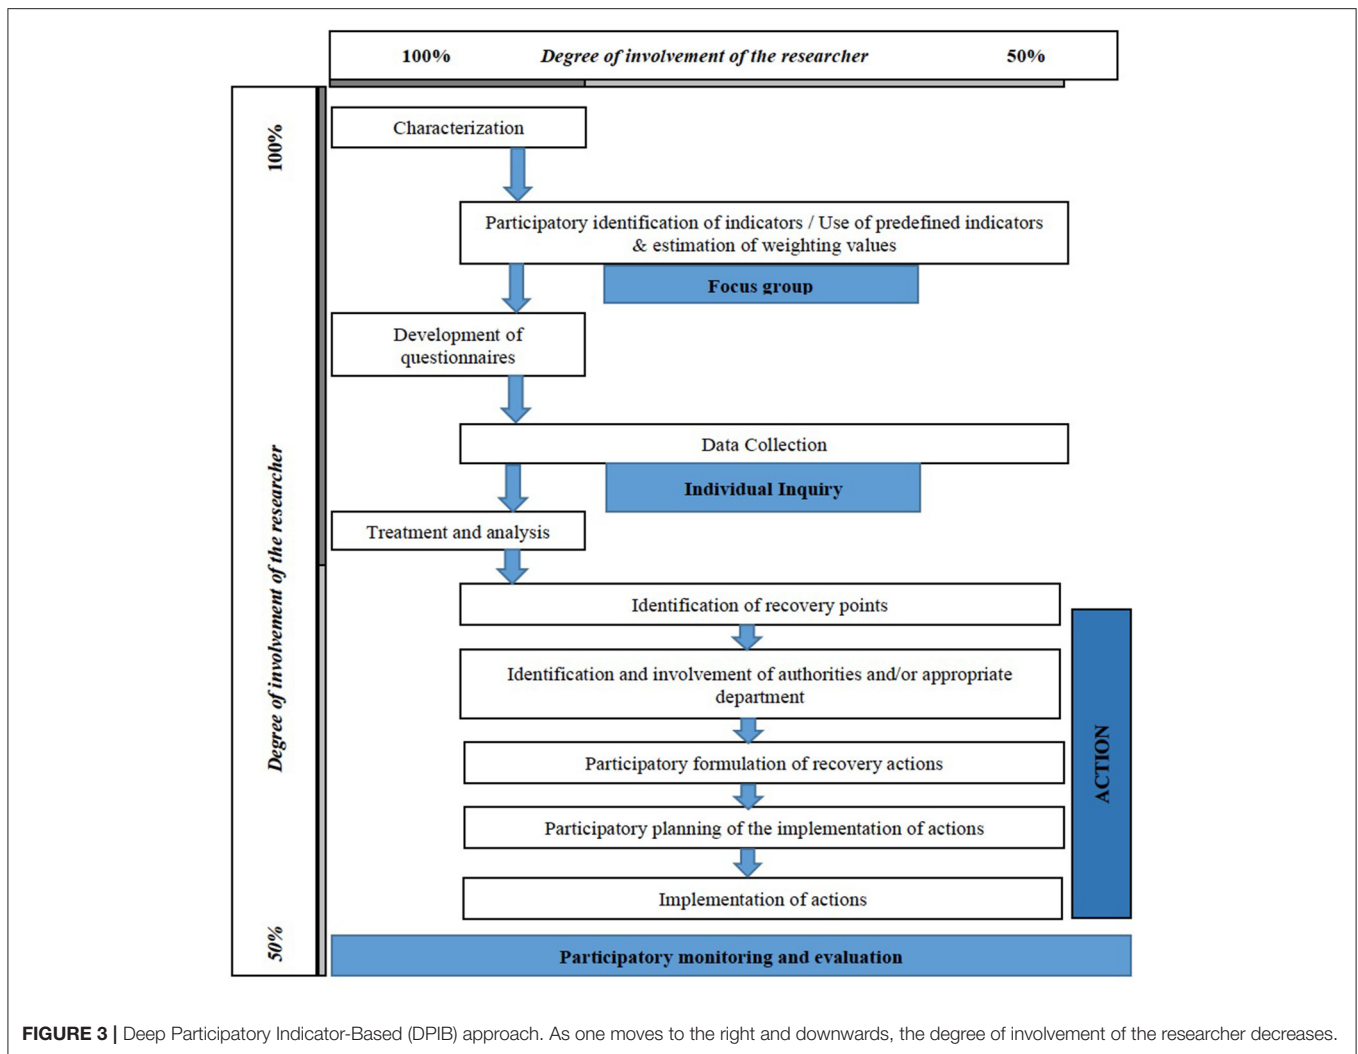 100% Degree of involvement of the researcher 50%
100%
Degree of involvement of the researcher
50%
Characterization
Participatory identification of indicators / Use of predefined indicators
& estimation of weighting values
Focus group
Development of
questionnaires
Data Collection
Individual Inquiry
Treatment and analysis
Identification of recovery points
Identification and involvement of authorities and/or appropriate
department
Participatory formulation of recovery actions
Participatory planning of the implementation of actions
Implementation of actions
ACTION
Participatory monitoring and evaluation
FIGURE 3 | Deep Participatory Indicator-Based (DPIB) approach. As one moves to the right and downwards, the degree of involvement of the researcher decreases.